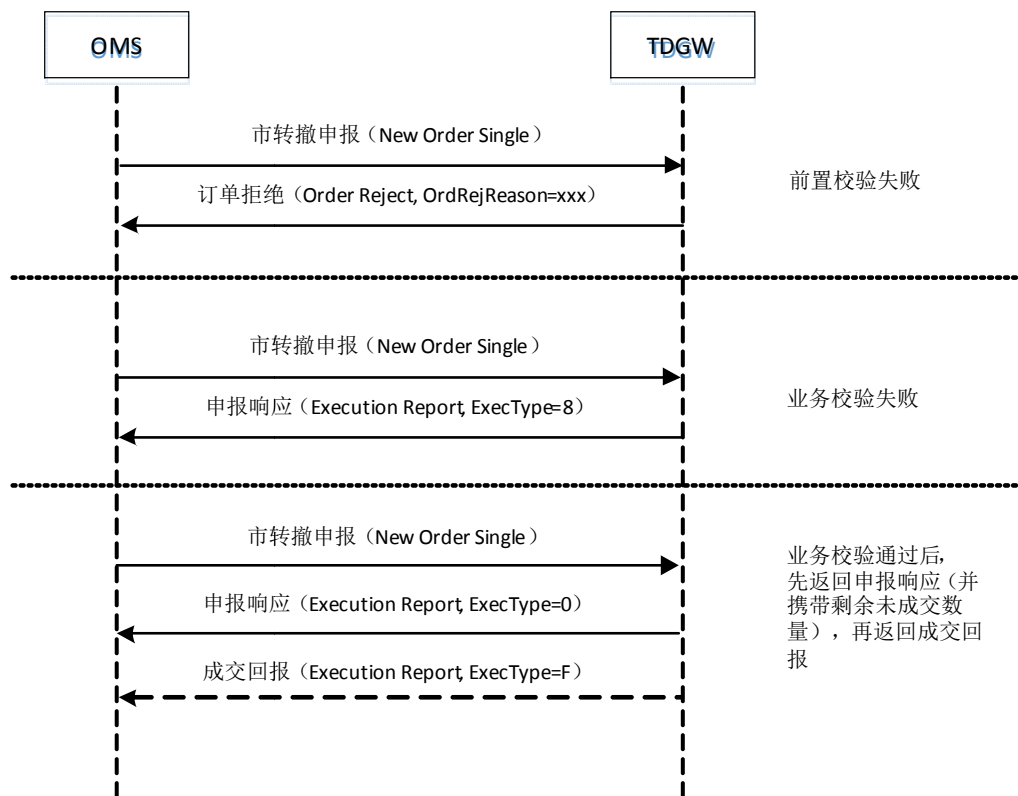 OMS
TDGW
市转撤申报（New Order Single）
订单拒绝（Order Reject, OrdRejReason=xxx）
前置校验失败
市转撤申报（New Order Single）
申报响应（Execution Report, ExecType=8）
业务校验失败
市转撤申报（New Order Single）
申报响应（Execution Report, ExecType=0）
成交回报（Execution Report, ExecType=F）
业务校验通过后，
先返回申报响应（并
携带剩余未成交数
量），再返回成交回
报